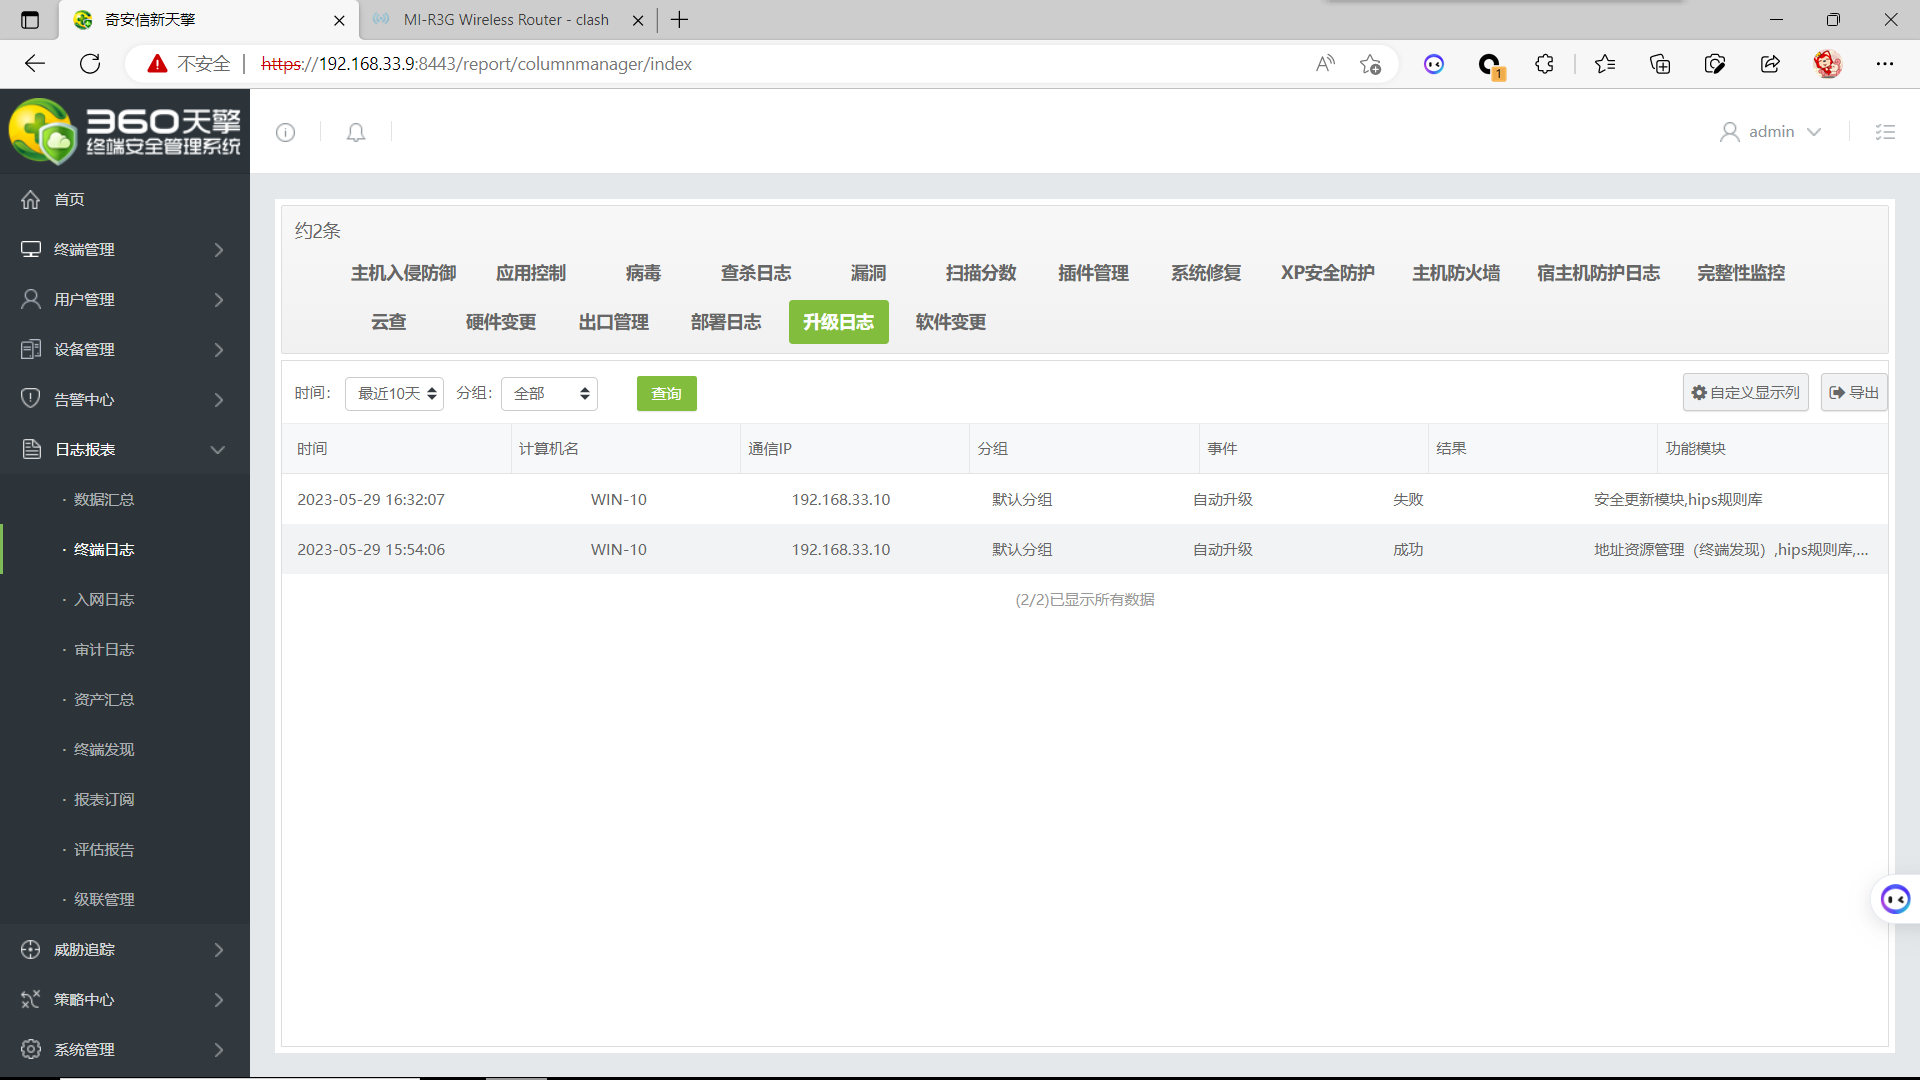 奇安信新天擎
MI-R3G Wireless Router - clash
不安全
https://192.168.33.9:8443/report/columnmanager/index
1
360天擎
终端安全管理系统
admin
首页
终端管理
用户管理
设备管理
告警中心
日志报表
· 数据汇总
· 终端日志
· 入网日志
· 审计日志
· 资产汇总
· 终端发现
· 报表订阅
· 评估报告
· 级联管理
威胁追踪
策略中心
系统管理
约2条
主机入侵防御 应用控制 病毒 查杀日志 漏洞 扫描分数 插件管理 系统修复 XP安全防护 主机防火墙 宿主机防护日志 完整性监控
云查 硬件变更 出口管理 部署日志 升级日志 软件变更
时间： 最近10天 分组： 全部 查询 自定义显示列 导出
时间 计算机名 通信IP 分组 事件 结果 功能模块
2023-05-29 16:32:07 WIN-10 192.168.33.10 默认分组 自动升级 失败 安全更新模块,hips规则库
2023-05-29 15:54:06 WIN-10 192.168.33.10 默认分组 自动升级 成功 地址资源管理（终端发现）,hips规则库,...
(2/2)已显示所有数据